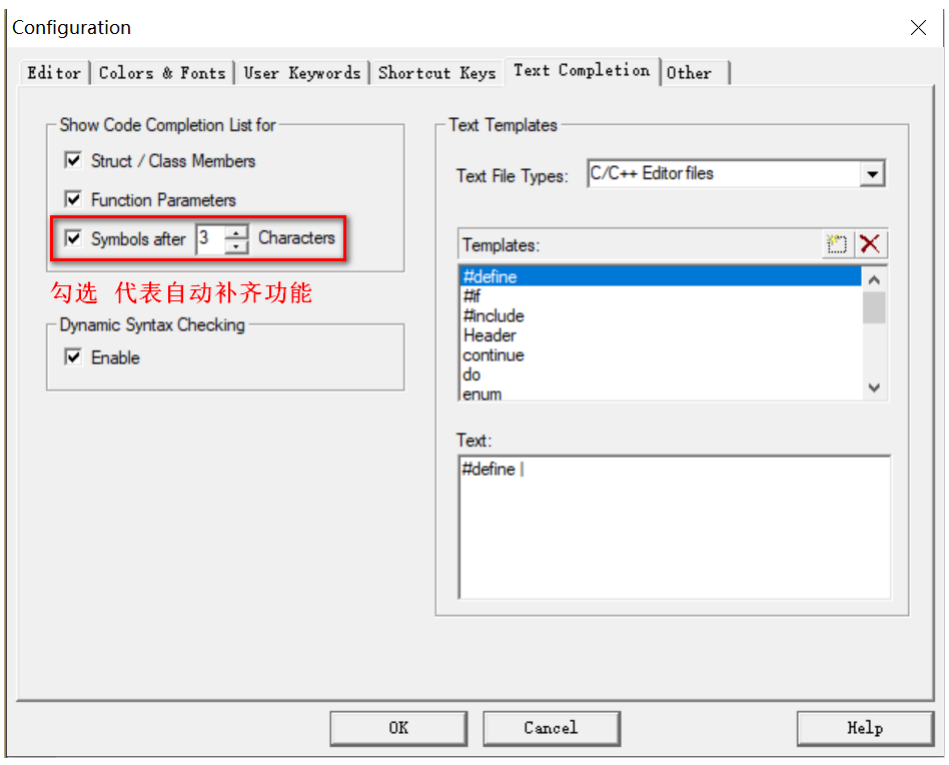 Configuration
Editor
Colors & Fonts
User Keywords
Shortcut Keys
Text Completion
Other
Show Code Completion List for
Struct / Class Members
Function Parameters
Symbols after 3 Characters
勾选 代表自动补齐功能
Dynamic Syntax Checking
Enable
Text Templates
Text File Types: C/C++ Editor files
Templates:
#define
#if
#include
Header
continue
do
enum
Text:
#define |
OK
Cancel
Help